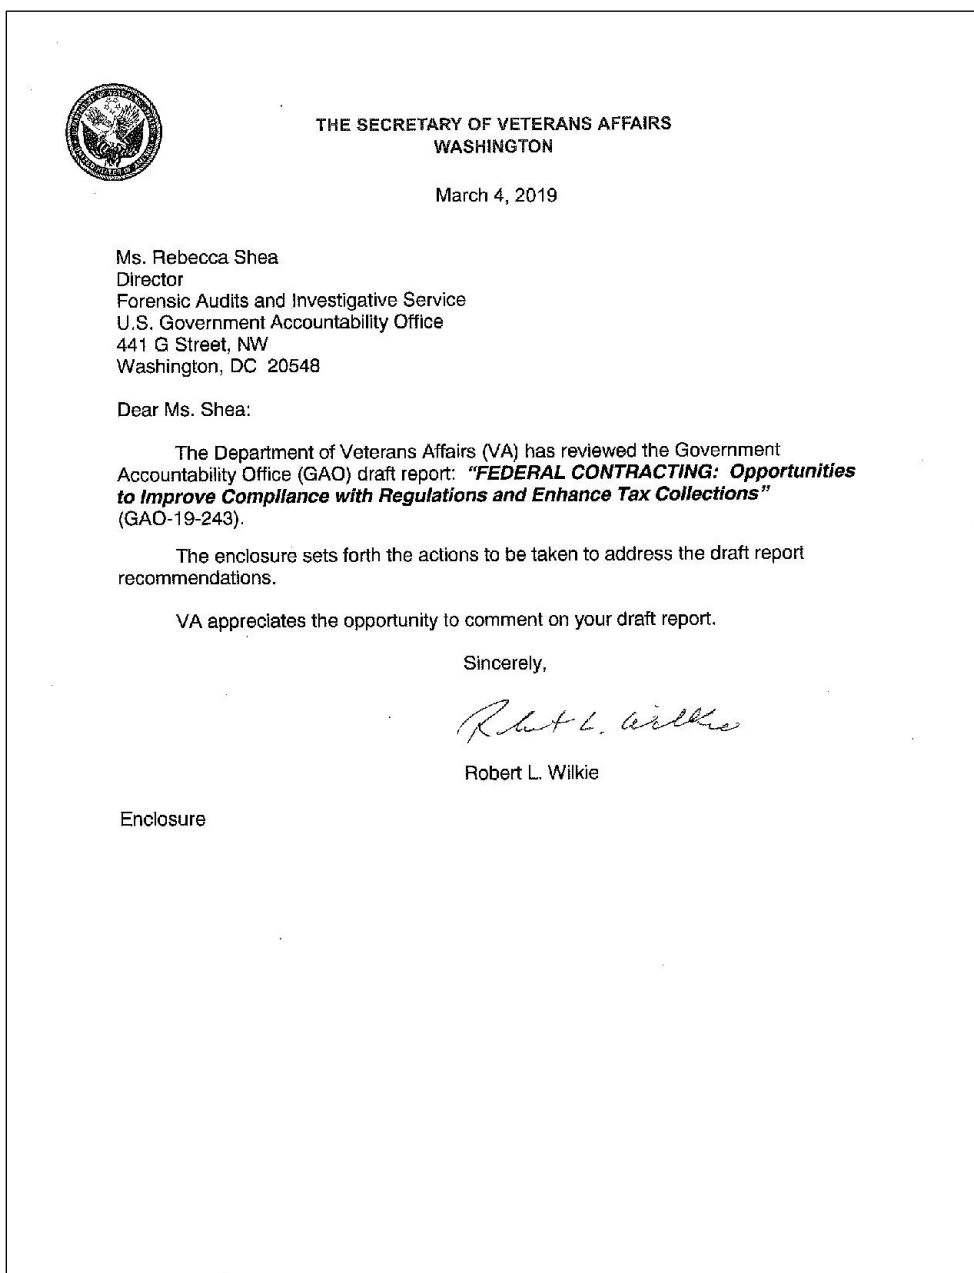 THE SECRETARY OF VETERANS AFFAIRS
WASHINGTON
March 4, 2019
Ms. Rebecca Shea
Director
Forensic Audits and Investigative Service
U.S. Government Accountability Office
441 G Street, NW
Washington, DC 20548
Dear Ms. Shea:
The Department of Veterans Affairs (VA) has reviewed the Government
Accountability Office (GAO) draft report: "FEDERAL CONTRACTING: Opportunities
to Improve Compliance with Regulations and Enhance Tax Collections"
(GAO-19-243).
The enclosure sets forth the actions to be taken to address the draft report
recommendations.
VA appreciates the opportunity to comment on your draft report.
Sincerely,
Robert L. Wilkie
Robert L. Wilkie
Enclosure